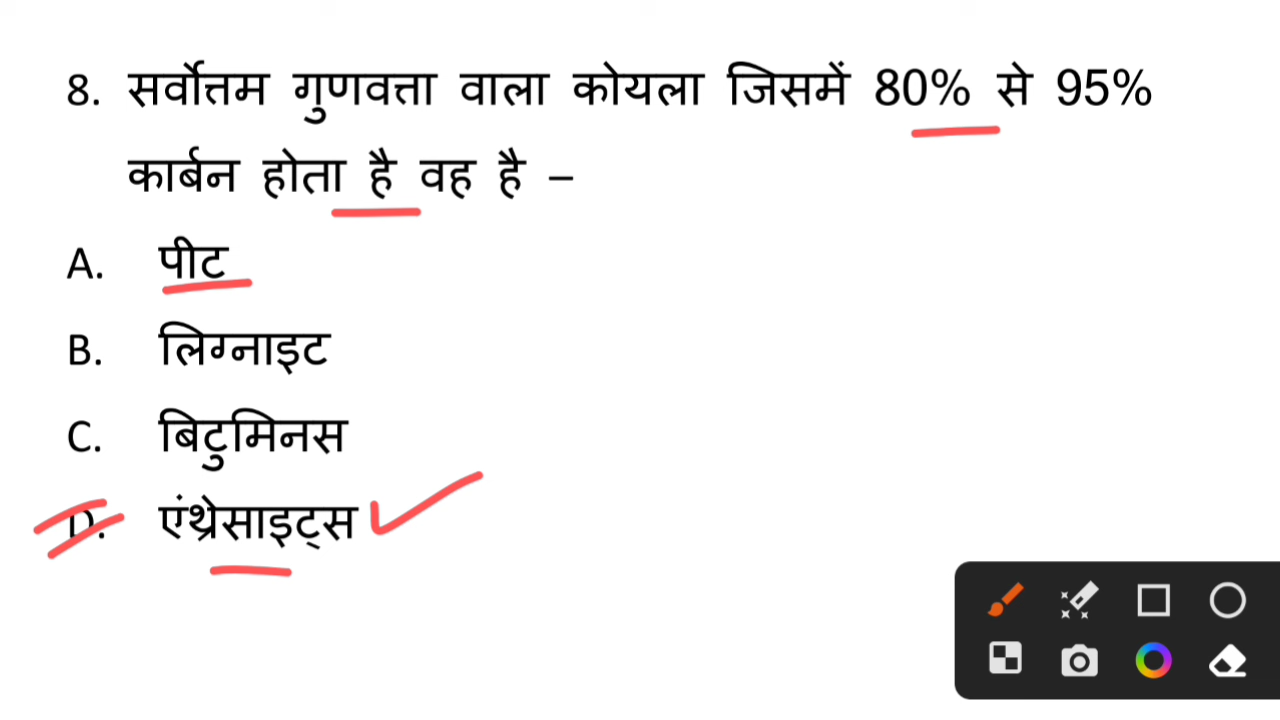 8. सर्वोत्तम गुणवत्ता वाला कोयला जिसमें 80% से 95%
कार्बन होता है वह है –
A. पीट
B. लिग्नाइट
C. बिटुमिनस
D. एंथ्रेसाइट्स